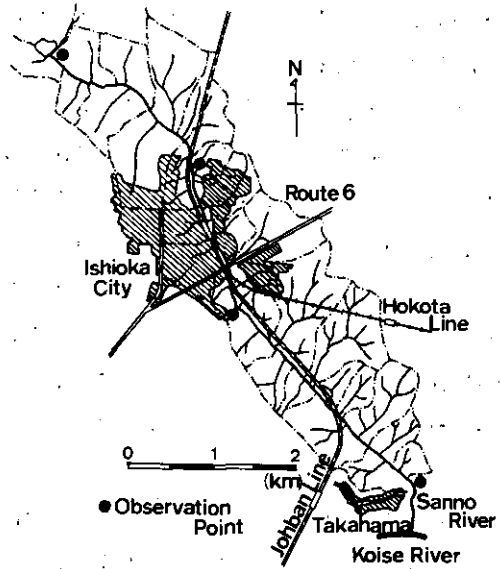 N
Route 6
Ishioka
City
Hokota
Line
0 1 2
(km)
Observation
Point
Johban Line
Sanno
River
Takahama
Koise River